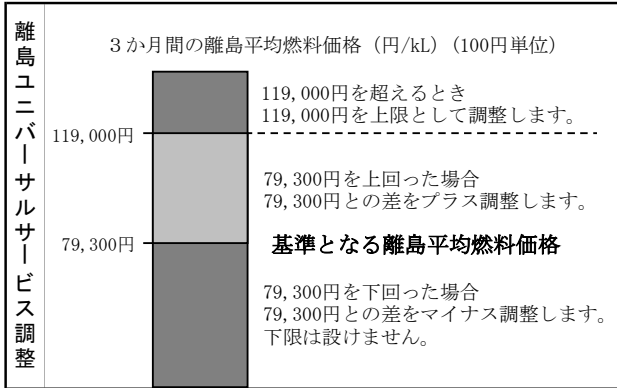 離島ユニバーサルサービス調整
３か月間の離島平均燃料価格（円/kL）（100円単位）
119,000円を超えるとき
119,000円を上限として調整します。
119,000円
79,300円を上回った場合
79,300円との差をプラス調整します。
79,300円
基準となる離島平均燃料価格
79,300円を下回った場合
79,300円との差をマイナス調整します。
下限は設けません。